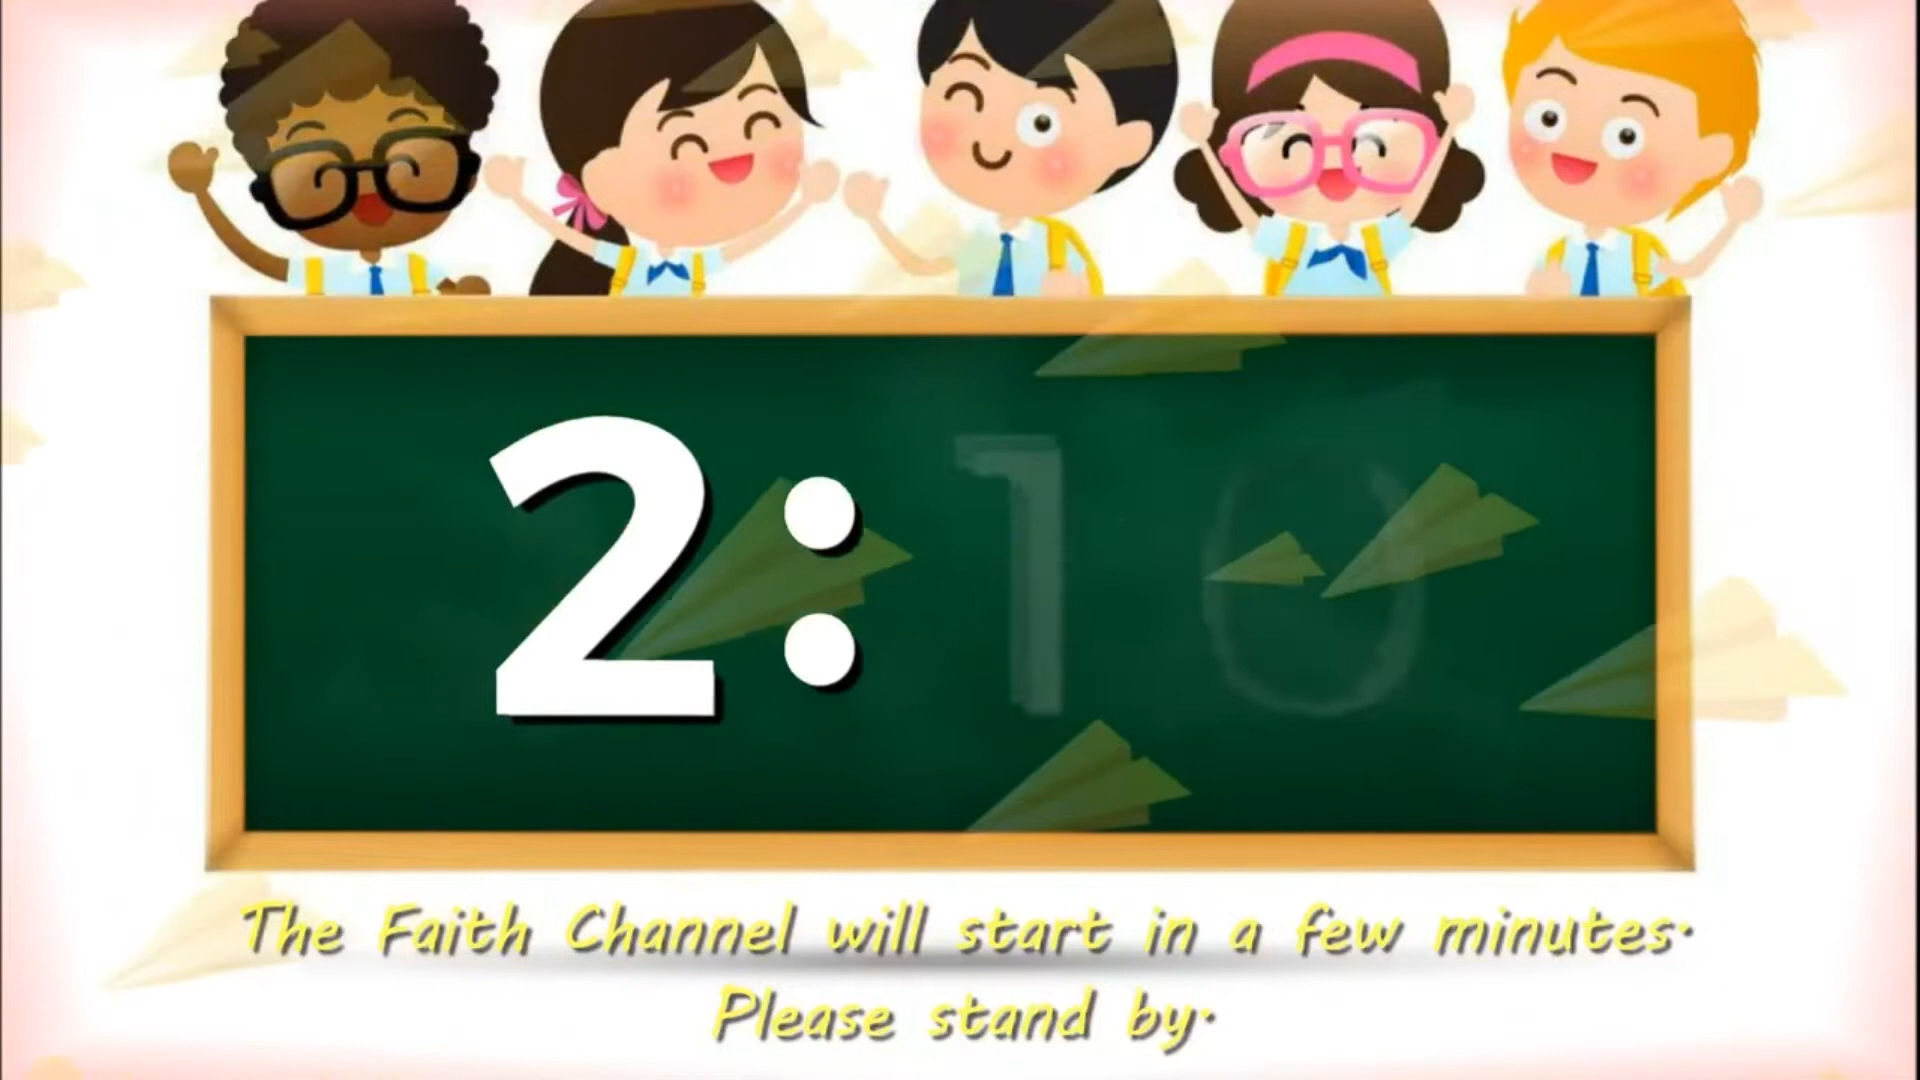 2:10
The Faith Channel will start in a few minutes.
Please stand by.